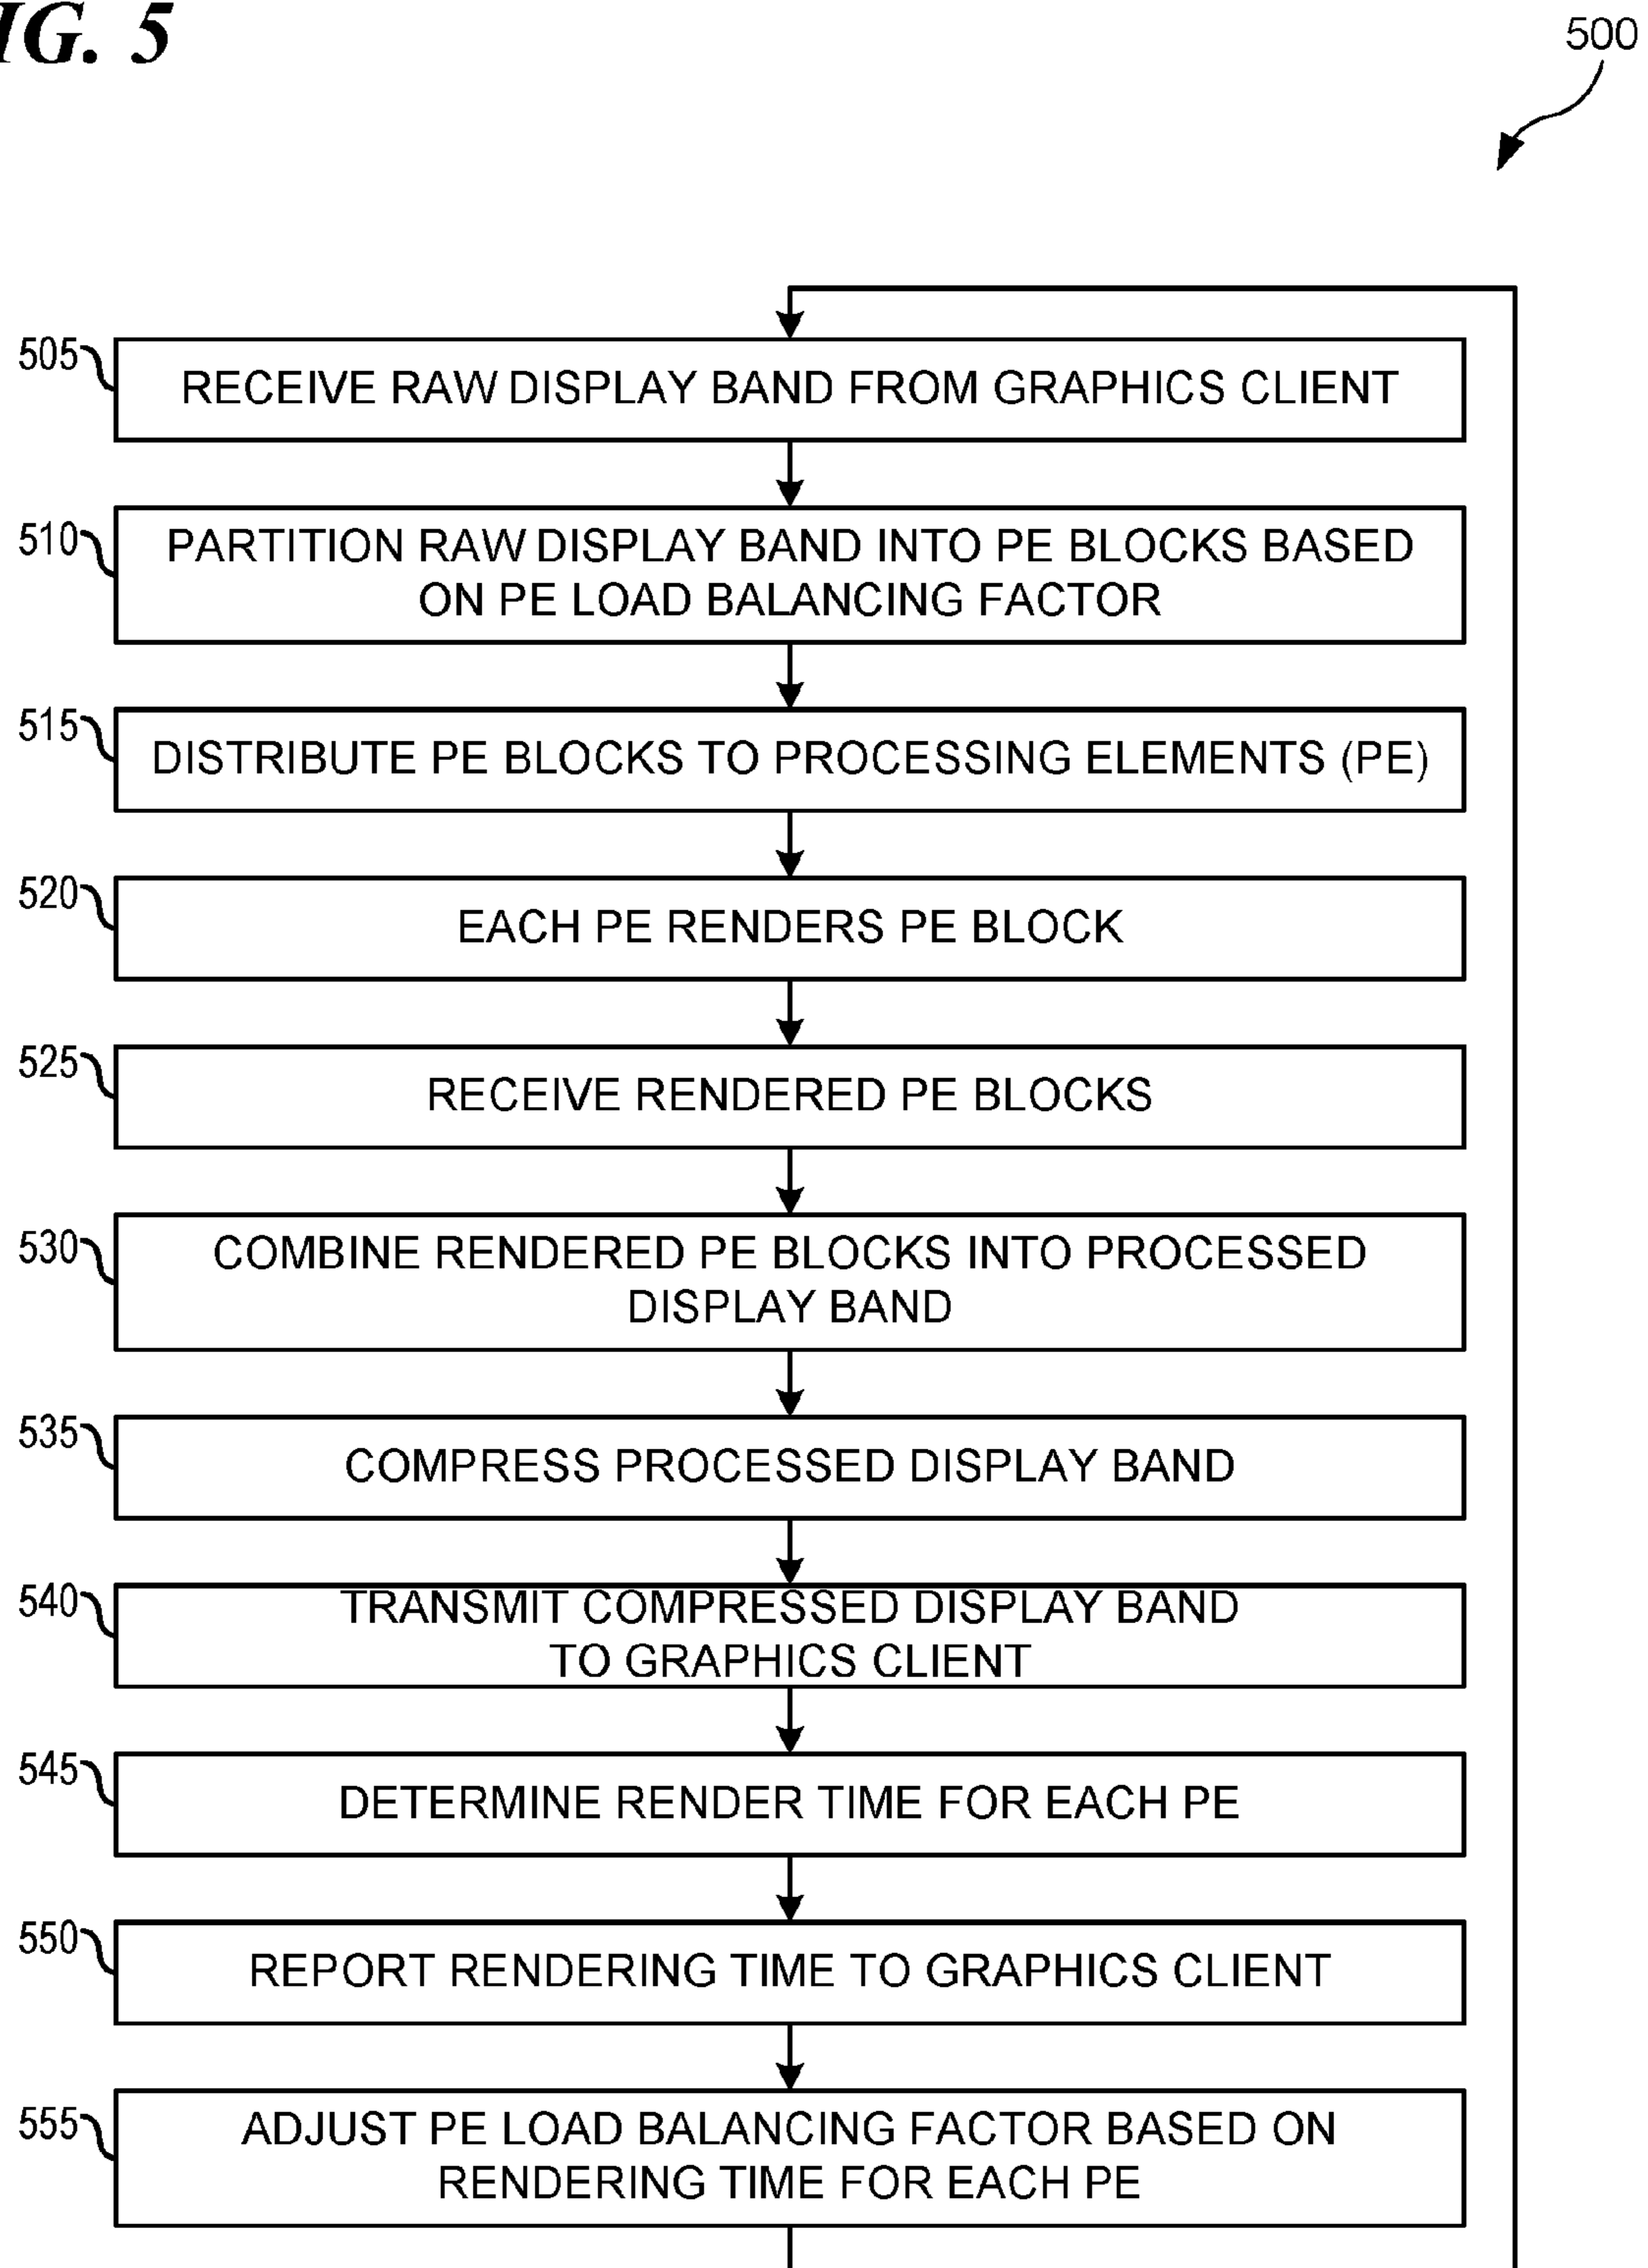 IG. 5
500
505
RECEIVE RAW DISPLAY BAND FROM GRAPHICS CLIENT
510
PARTITION RAW DISPLAY BAND INTO PE BLOCKS BASED
ON PE LOAD BALANCING FACTOR
515
DISTRIBUTE PE BLOCKS TO PROCESSING ELEMENTS (PE)
520
EACH PE RENDERS PE BLOCK
525
RECEIVE RENDERED PE BLOCKS
530
COMBINE RENDERED PE BLOCKS INTO PROCESSED
DISPLAY BAND
535
COMPRESS PROCESSED DISPLAY BAND
540
TRANSMIT COMPRESSED DISPLAY BAND
TO GRAPHICS CLIENT
545
DETERMINE RENDER TIME FOR EACH PE
550
REPORT RENDERING TIME TO GRAPHICS CLIENT
555
ADJUST PE LOAD BALANCING FACTOR BASED ON
RENDERING TIME FOR EACH PE